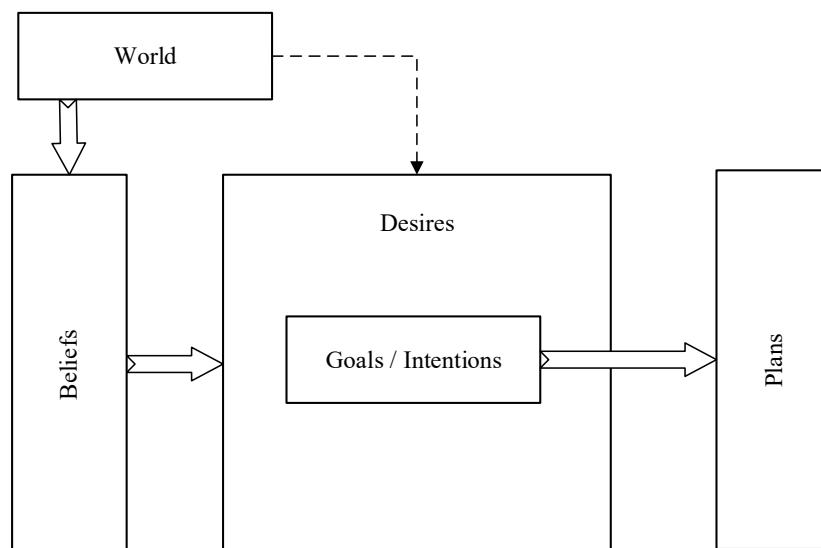 World
Desires
Goals / Intentions
Beliefs
Plans